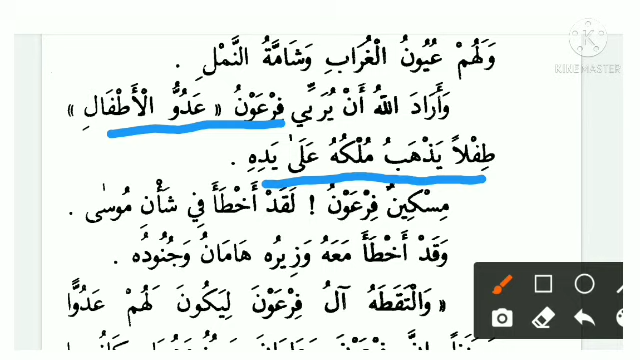 KINEMASTER
وَلَهُمْ عُيُونُ الْغُرَابِ وَشَامَّةُ النَّمْلِ .
وَأَرَادَ اللهُ أَنْ يُرَبِّي فِرْعَوْنُ « عَدُوُّ الْأَطْفَالِ »
طِفْلاً يَذْهَبُ مُلْكُهُ عَلَىٰ يَدِهِ .
مِسْكِينٌ فِرْعَوْنُ ! لَقَدْ أَخْطَأَ فِي شَأْنِ مُوسٰى .
وَقَدْ أَخْطَأَ مَعَهُ وَزِيرُه هَامَانُ وَجُنُودُه .
« وَالْتَقَطَهُ آلُ فِرْعَوْنَ لِيَكُونَ لَهُمْ عَدُوًّا